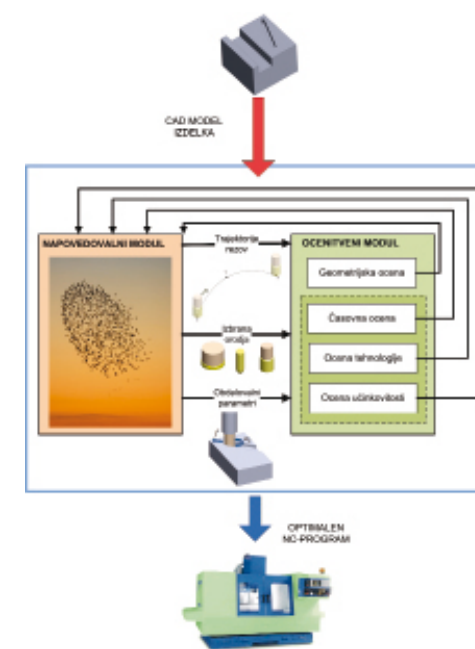 CAD MODEL
IZDELKA
NAPOVEDOVALNI MODUL
Trajektorije
rezov
Izbrana
orodja
Obdelovalni
parametri
OCENITVENI MODUL
Geometrijska ocena
Časovna ocena
Ocena tehnologije
Ocena učinkovitosti
OPTIMALEN
NC-PROGRAM